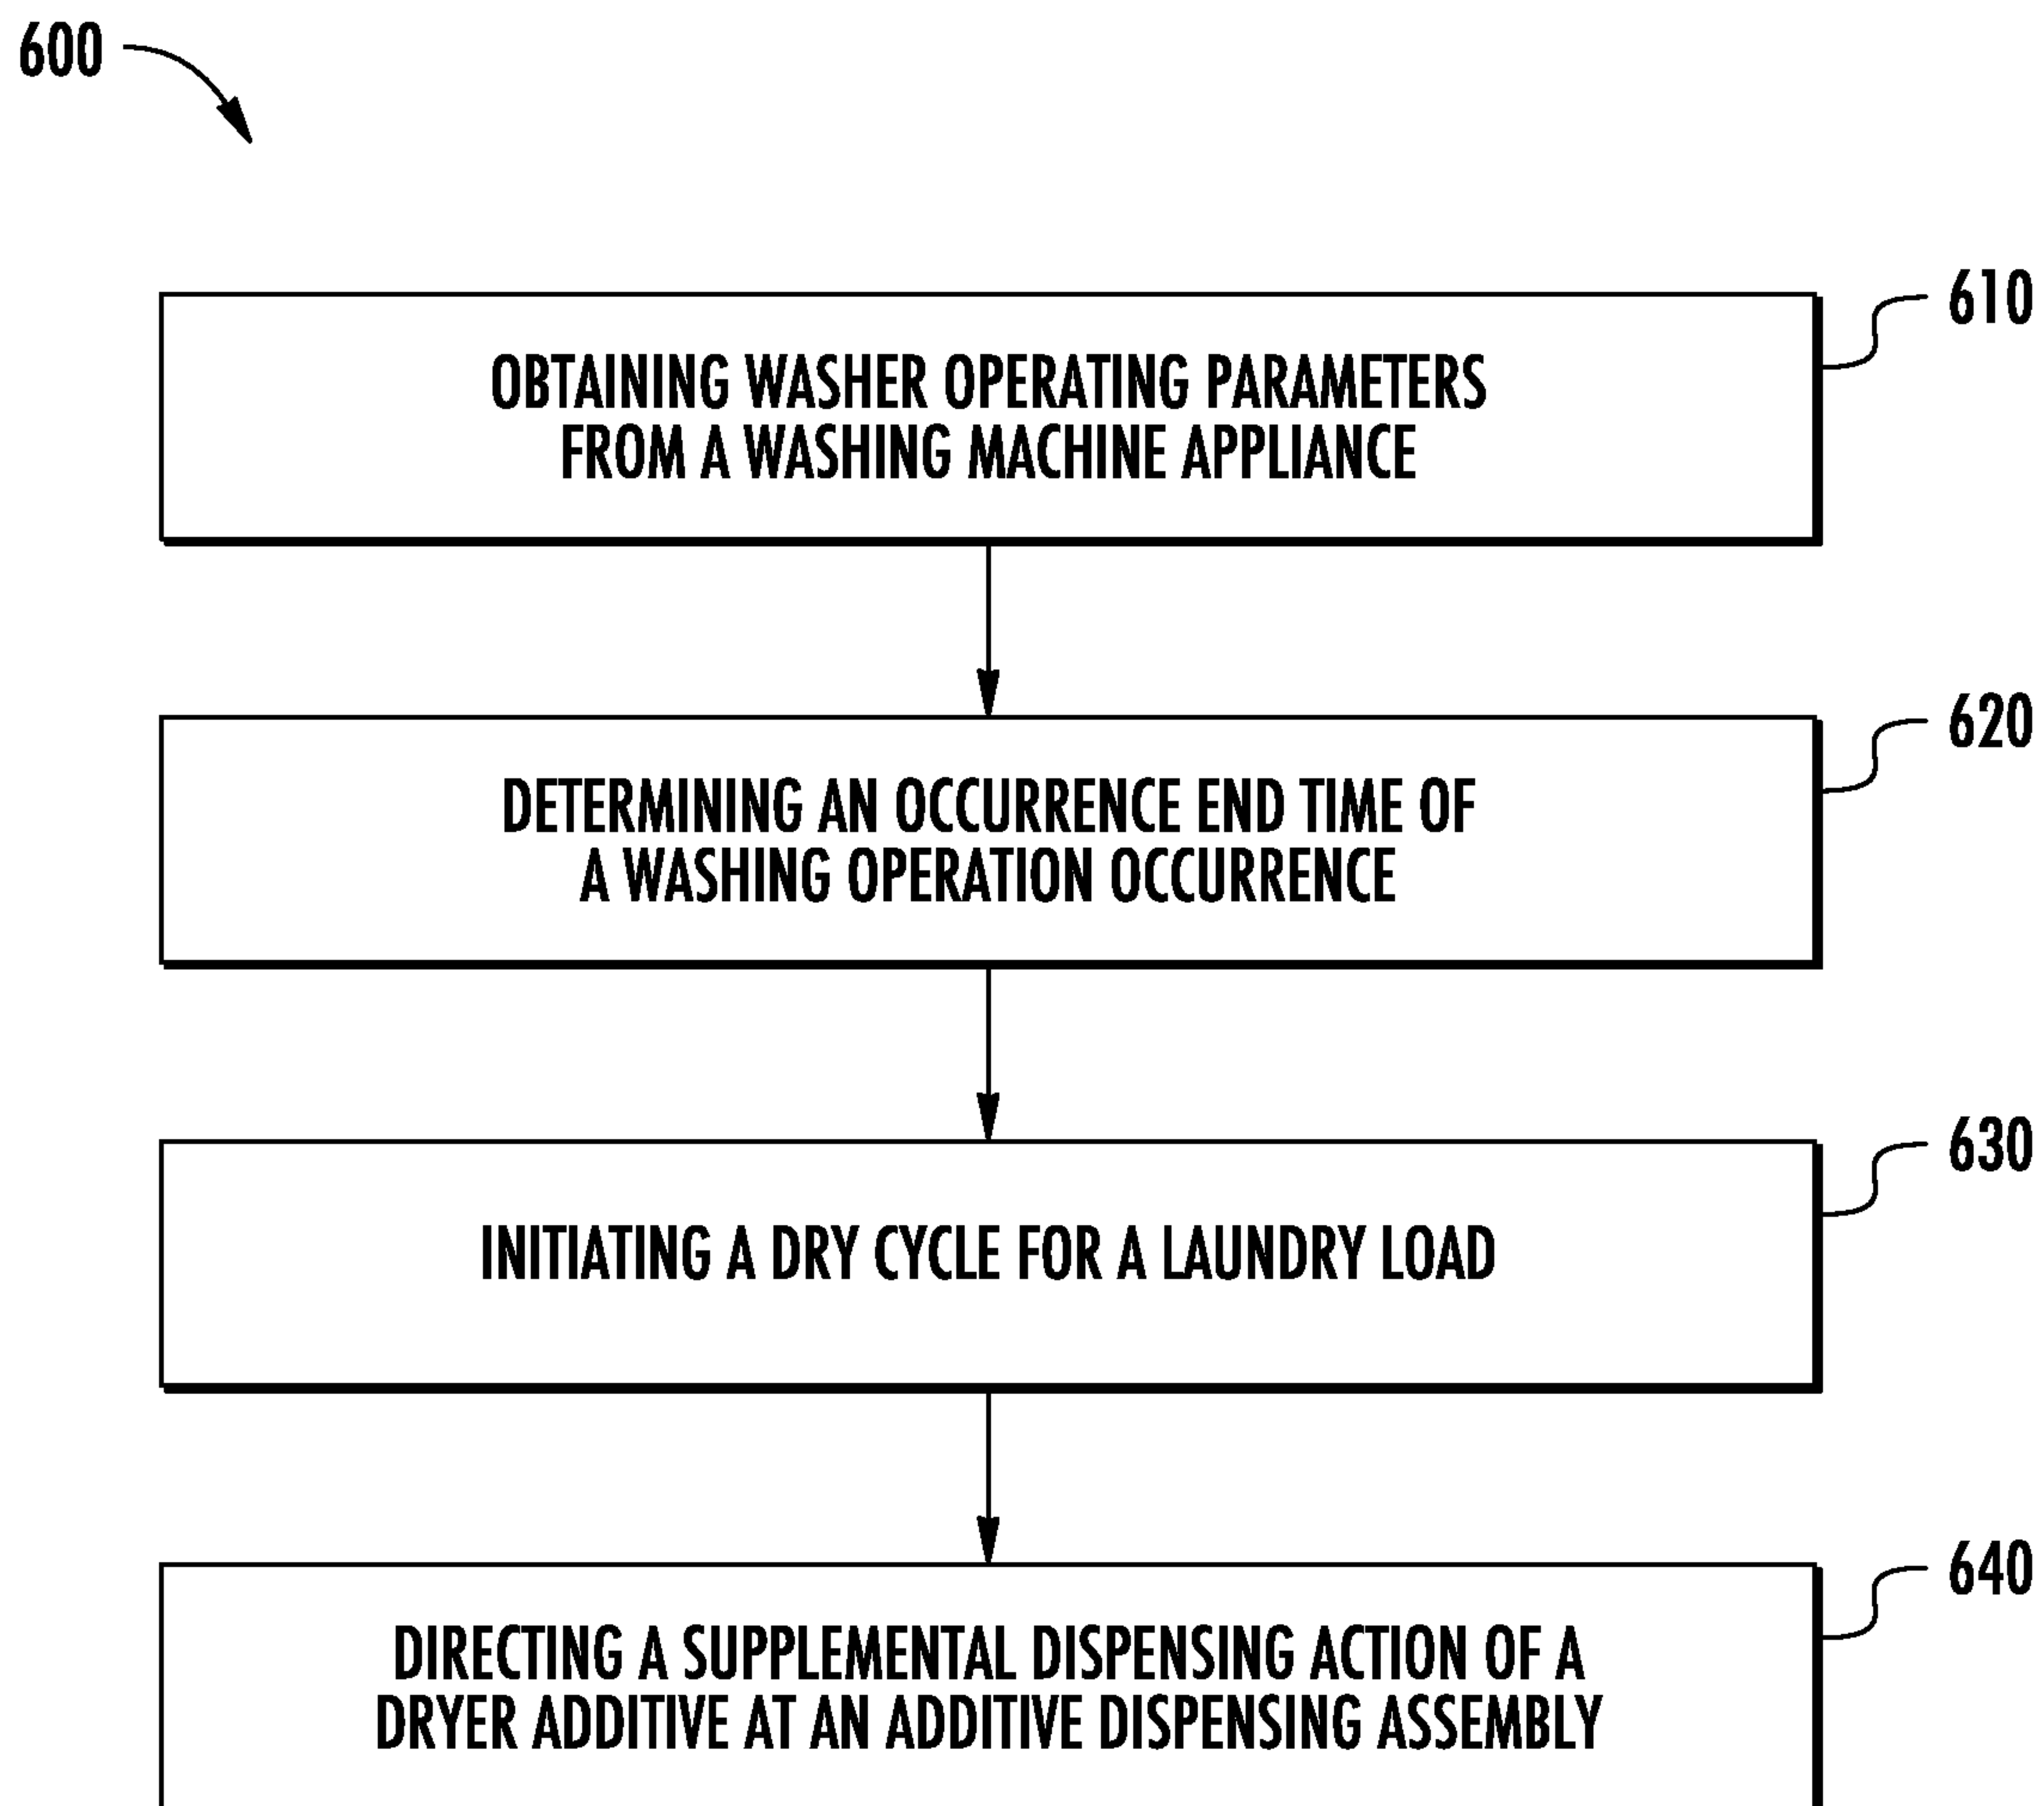 600
610
OBTAINING WASHER OPERATING PARAMETERS
FROM A WASHING MACHINE APPLIANCE
620
DETERMINING AN OCCURRENCE END TIME OF
A WASHING OPERATION OCCURRENCE
630
INITIATING A DRY CYCLE FOR A LAUNDRY LOAD
640
DIRECTING A SUPPLEMENTAL DISPENSING ACTION OF A
DRYER ADDITIVE AT AN ADDITIVE DISPENSING ASSEMBLY